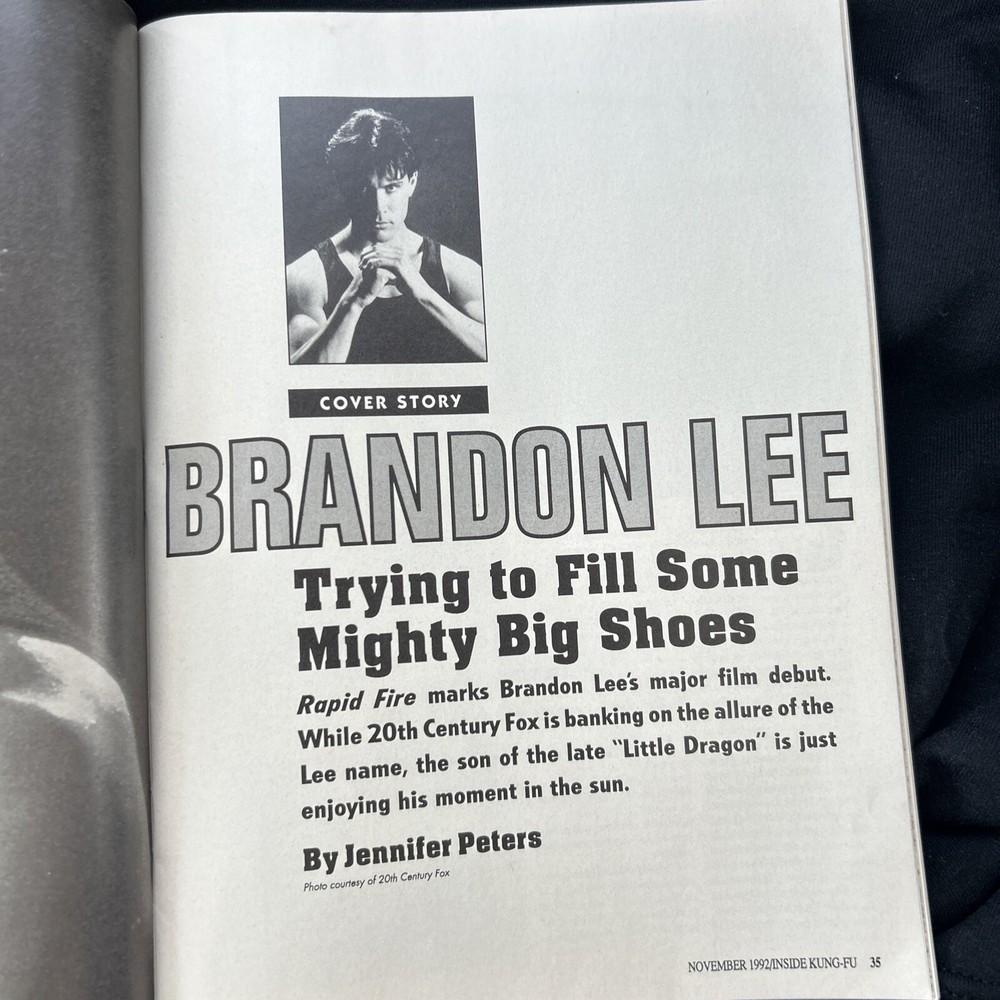 COVER STORY
BRANDON LEE
Trying to Fill Some
Mighty Big Shoes
Rapid Fire marks Brandon Lee's major film debut.
While 20th Century Fox is banking on the allure of the
Lee name, the son of the late "Little Dragon" is just
enjoying his moment in the sun.
By Jennifer Peters
Photo courtesy of 20th Century Fox
NOVEMBER 1992/INSIDE KUNG-FU 35